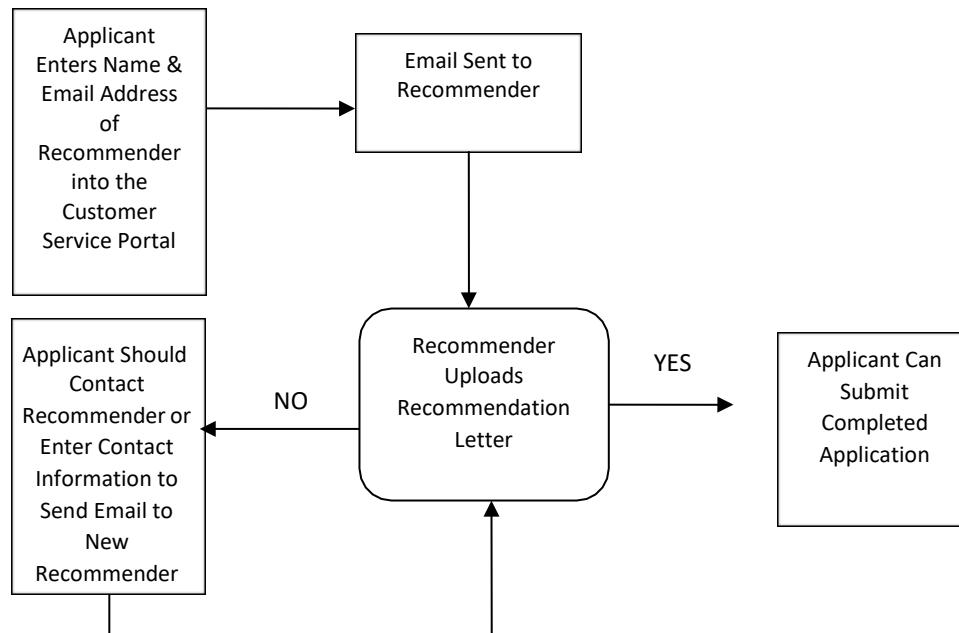 Applicant
Enters Name &
Email Address
of
Recommender
into the
Customer
Service Portal
Email Sent to
Recommender
Applicant Should
Contact
Recommender or
Enter Contact
Information to
Send Email to
New
Recommender
NO
Recommender
Uploads
Recommendation
Letter
YES
Applicant Can
Submit
Completed
Application